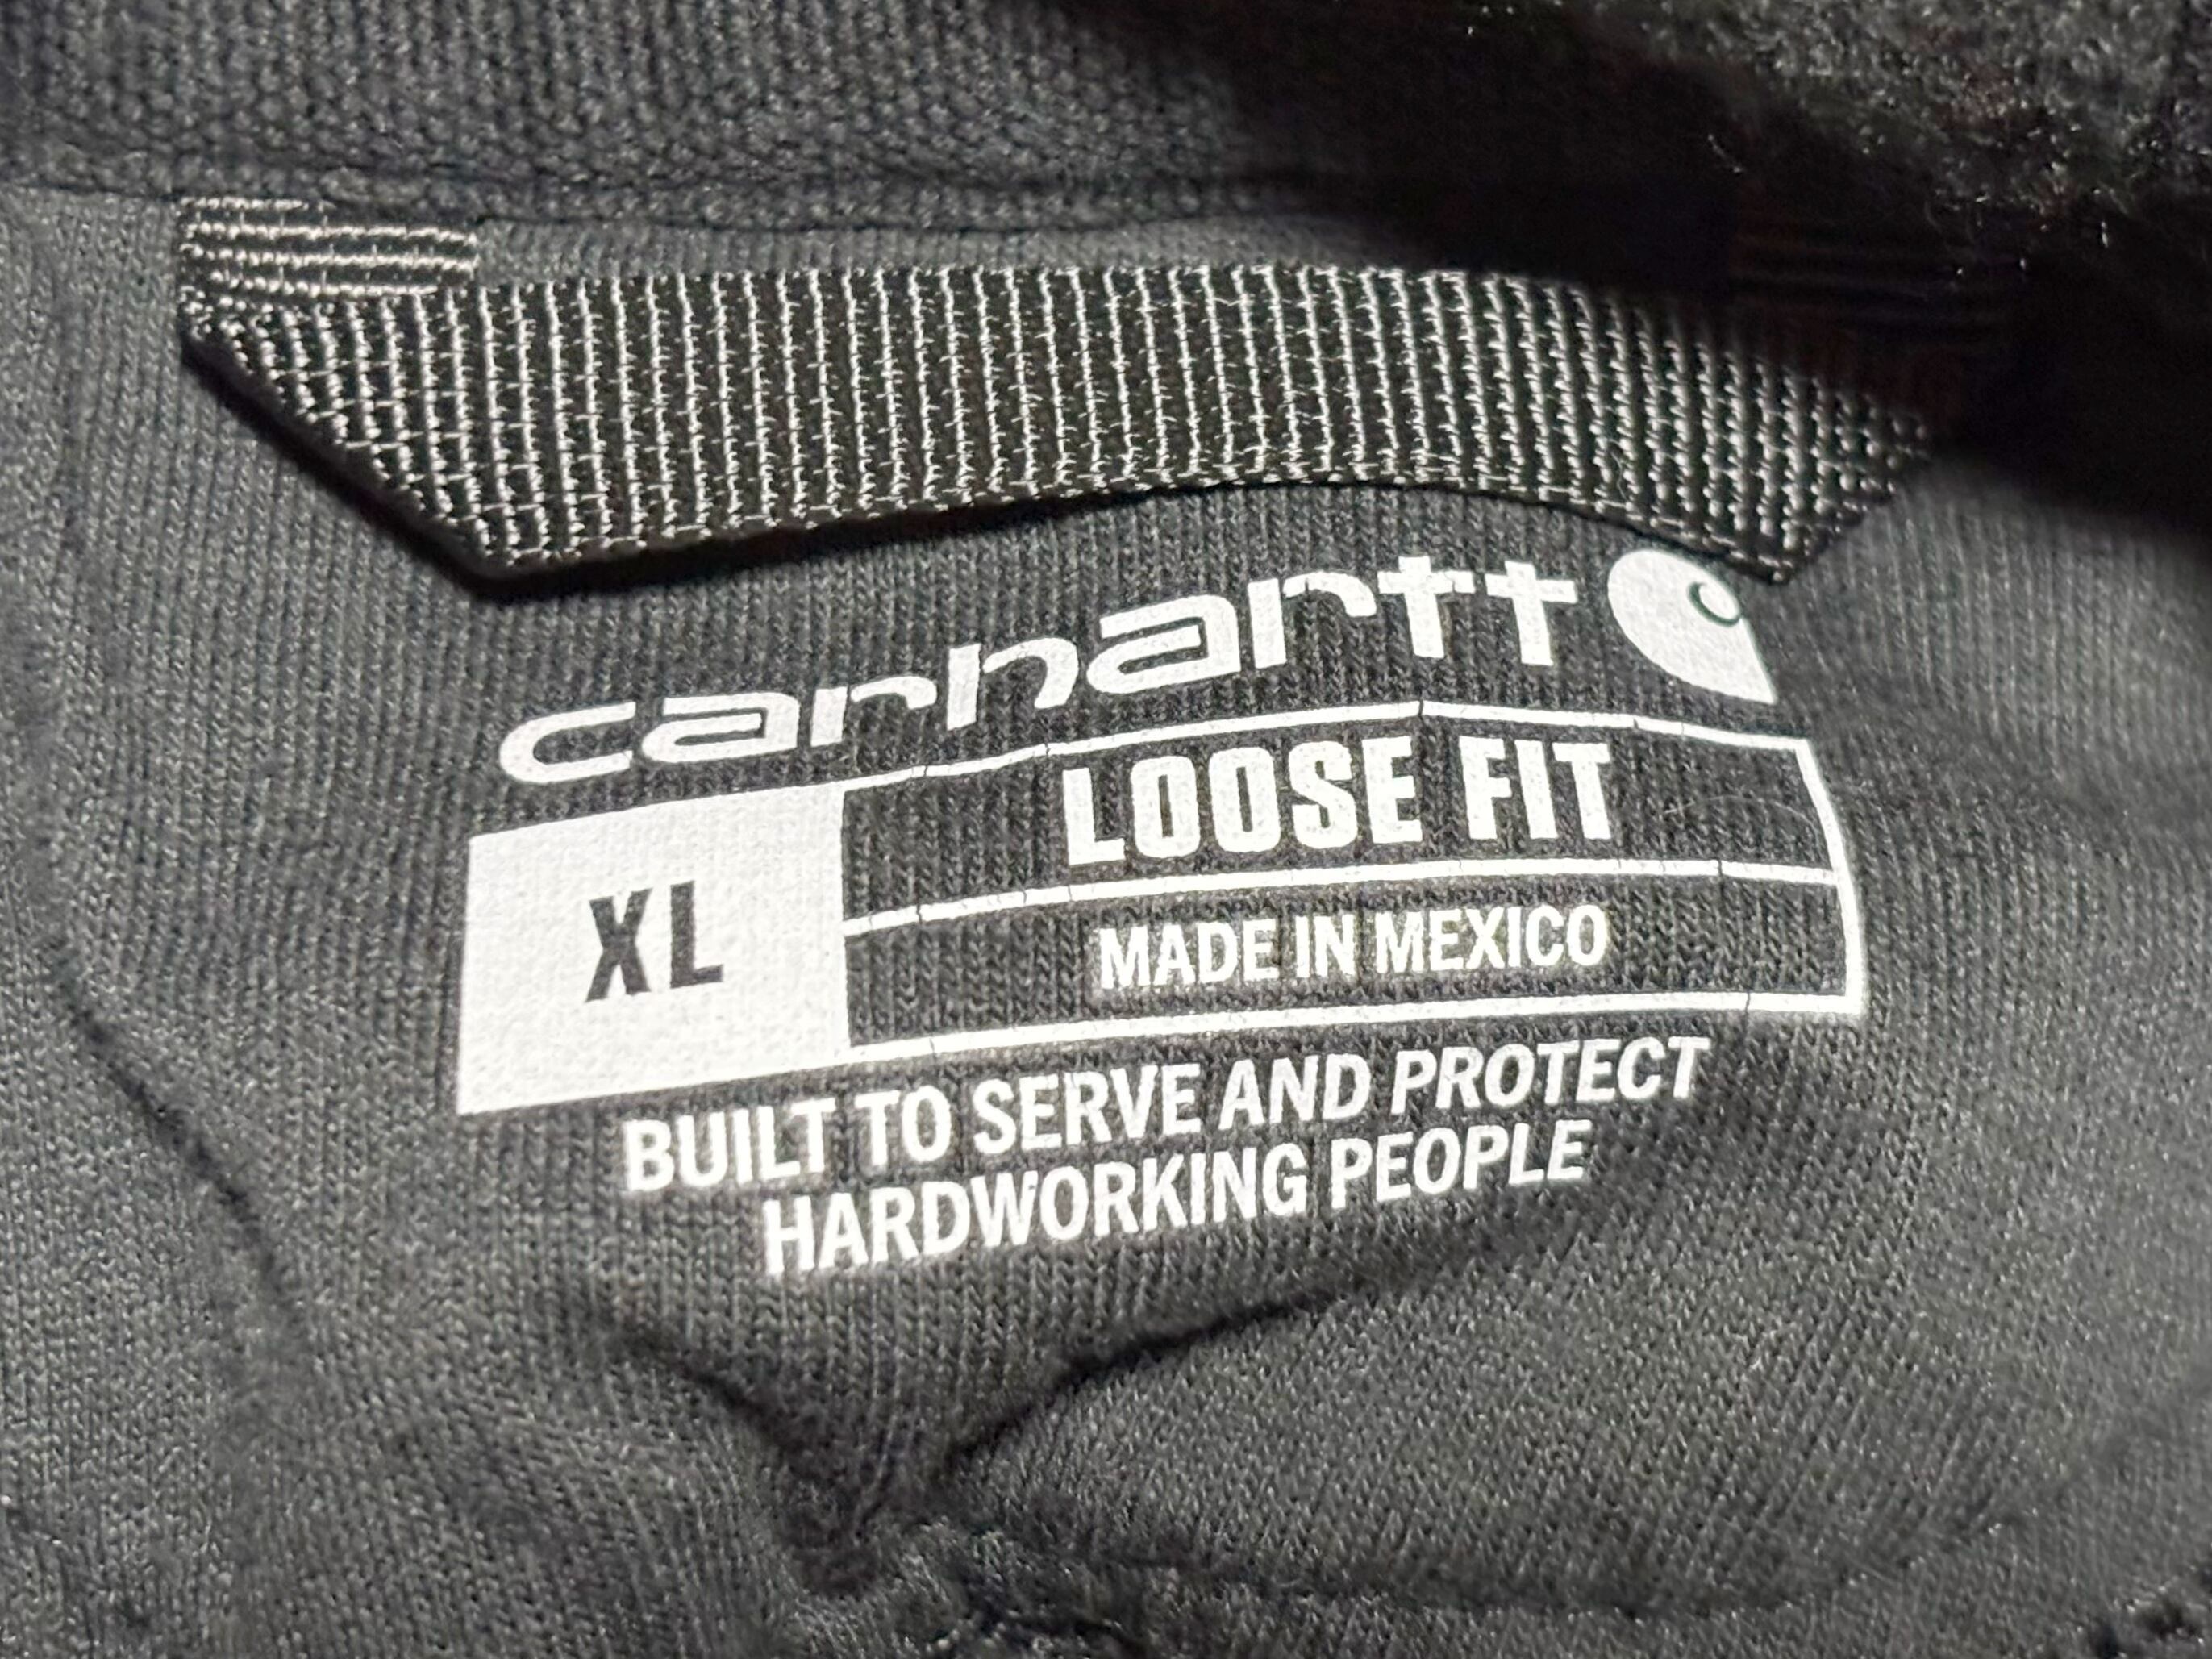 carhartt
LOOSE FIT
XL
MADE IN MEXICO
BUILT TO SERVE AND PROTECT
HARDWORKING PEOPLE